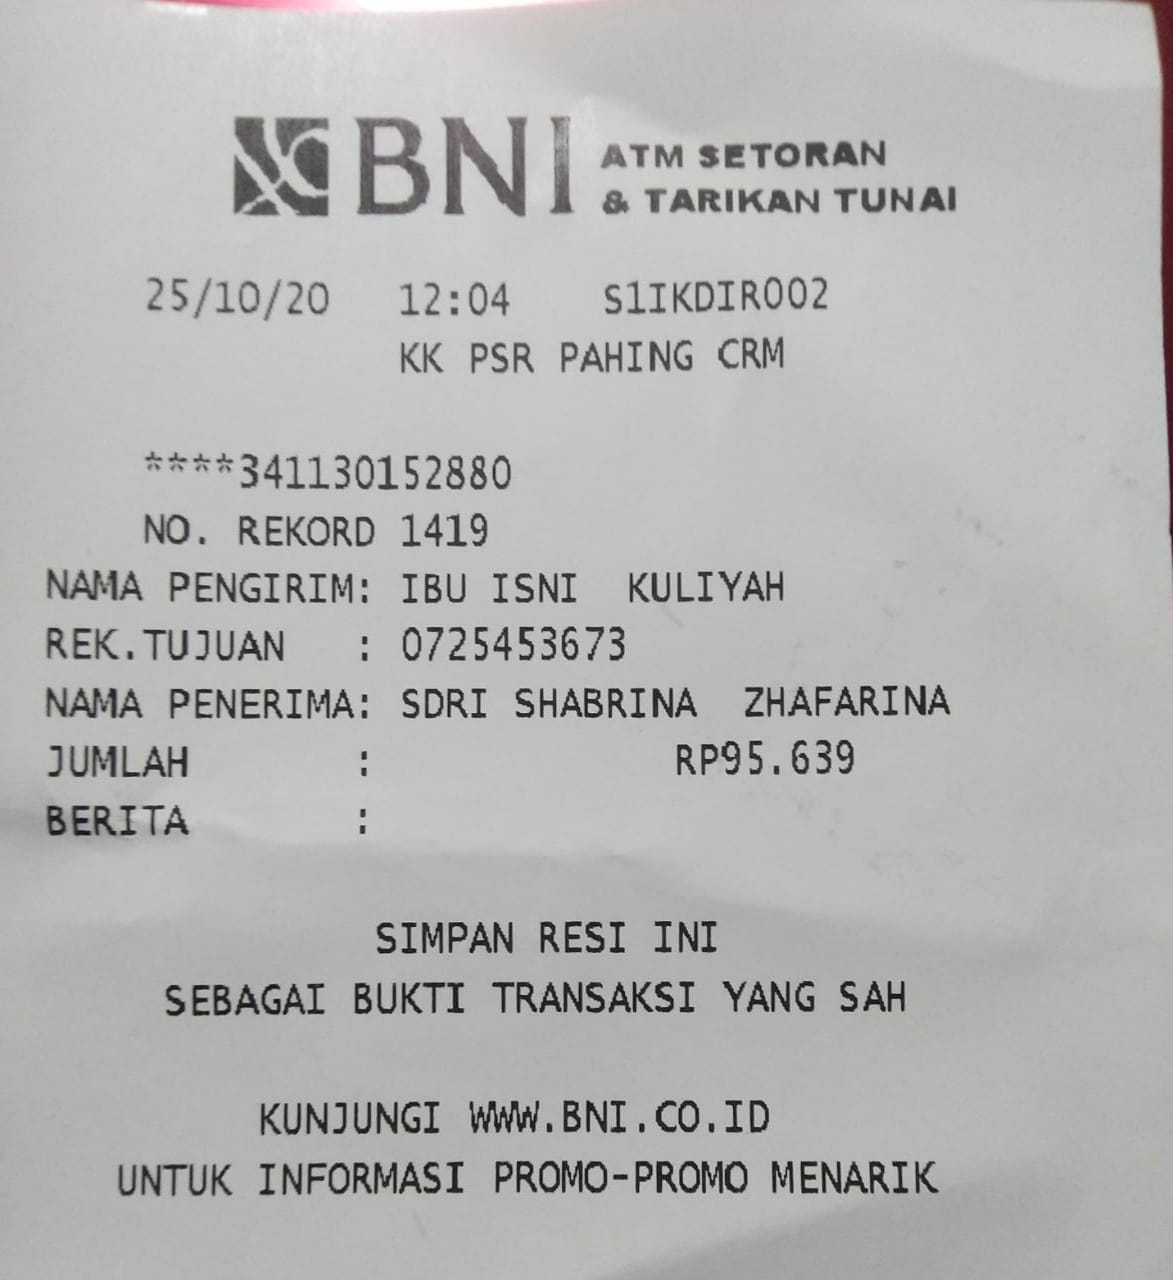 BNI ATM SETORAN
& TARIKAN TUNAI
25/10/20 12:04 S1IKDIR002
KK PSR PAHING CRM
****341130152880
NO. REKORD 1419
NAMA PENGIRIM: IBU ISNI KULIYAH
REK.TUJUAN : 0725453673
NAMA PENERIMA: SDRI SHABRINA ZHAFARINA
JUMLAH : RP95.639
BERITA :
SIMPAN RESI INI
SEBAGAI BUKTI TRANSAKSI YANG SAH
KUNJUNGI WWW.BNI.CO.ID
UNTUK INFORMASI PROMO-PROMO MENARIK